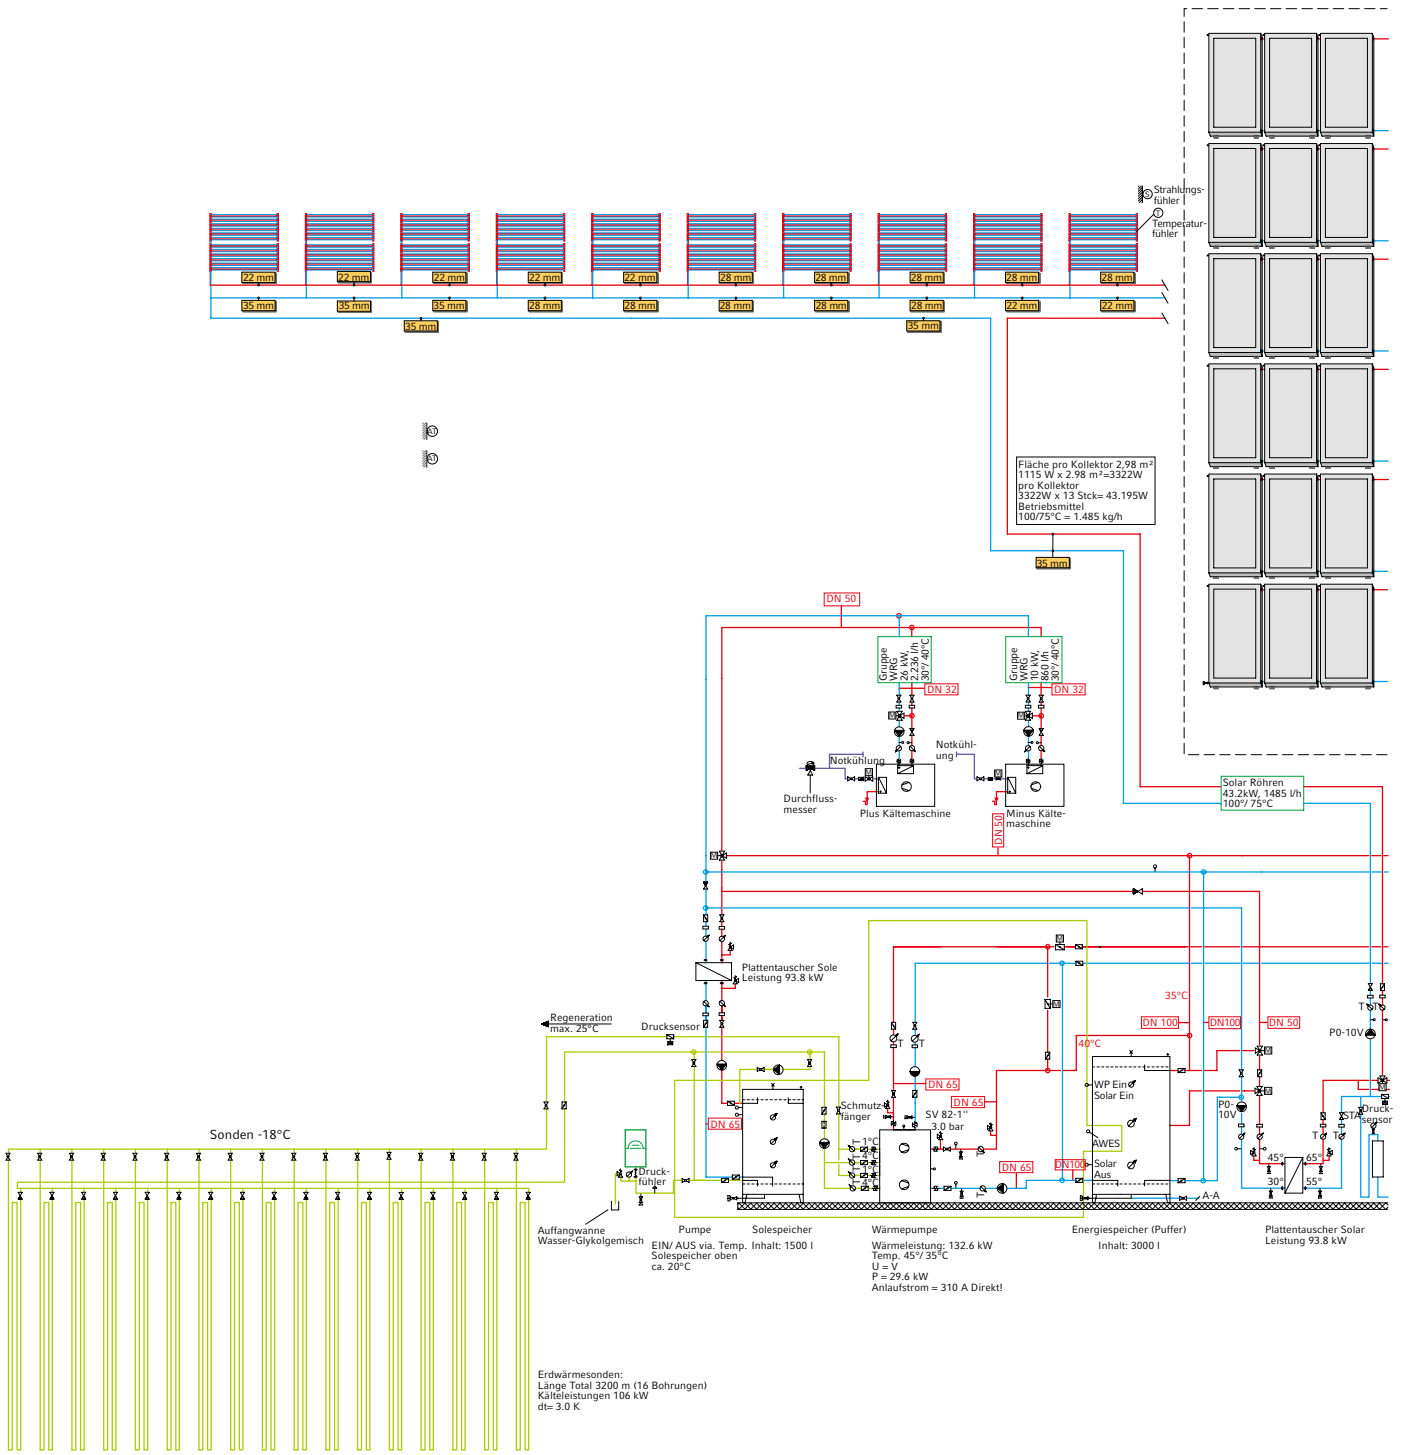 Strahlungs-
fühler
S
T
Temperatur-
fühler
22 mm
22 mm
22 mm
22 mm
22 mm
28 mm
28 mm
28 mm
28 mm
28 mm
35 mm
35 mm
35 mm
28 mm
28 mm
28 mm
28 mm
28 mm
22 mm
22 mm
35 mm
35 mm
AT
AT
Fläche pro Kollektor 2,98 m²
1115 W x 2.98 m²=3322W
pro Kollektor
3322W x 13 Stck= 43.195W
Betriebsmittel
100/75°C = 1.485 kg/h
35 mm
DN 50
Gruppe
WRG
26 kW,
2.236 l/h
30°/ 40°C
Gruppe
WRG
10 kW,
860 l/h
30°/ 40°C
DN 32
DN 32
M
M
Notkühlung
Notkühl-
ung
M
M
Durchfluss-
messer
Plus Kältemaschine
Minus Kälte-
maschine
Solar Röhren
43.2kW, 1485 l/h
100°/ 75°C
DN 50
M
M
Plattentauscher Sole
Leistung 93.8 kW
35°C
M
Regeneration
max. 25°C
Drucksensor
DN 100
DN100
DN 50
T
T
T
T
P0-10V
40°C
M
M
M
DN 65
DN 65
WP Ein
Solar Ein
P0-
10V
Schmutz-
fänger
SV 82-1"
3.0 bar
DN 65
STA
Druck-
sensor
Sonden -18°C
T
1°C
T
4°C
T
1°C
T
4°C
T
AWES
T
T
DN 65
DN100
Solar
Aus
45°
65°
30°
55°
Druck-
fühler
A-A
Auffangwanne
Wasser-Glykolgemisch
Pumpe
EIN/ AUS via. Temp.
Solespeicher oben
ca. 20°C
Solespeicher
Inhalt: 1500 l
Wärmepumpe
Wärmeleistung: 132.6 kW
Temp. 45°/ 35°C
U = V
P = 29.6 kW
Anlaufstrom = 310 A Direkt!
Energiespeicher (Puffer)
Inhalt: 3000 l
Plattentauscher Solar
Leistung 93.8 kW
Erdwärmesonden:
Länge Total 3200 m (16 Bohrungen)
Kälteleistungen 106 kW
dt= 3.0 K